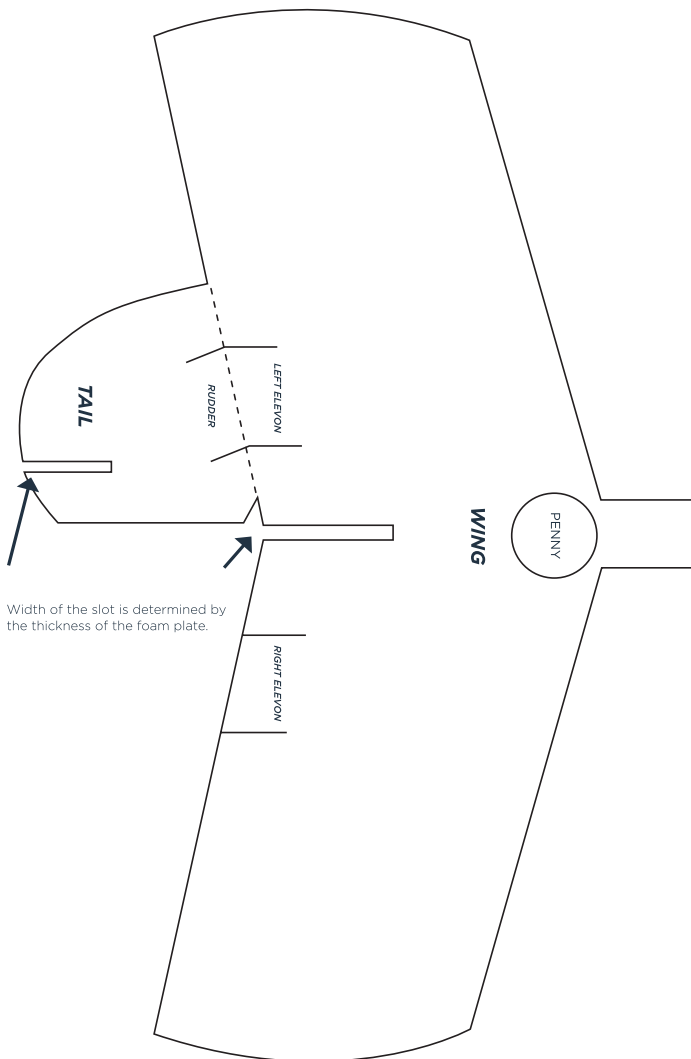 LEFT ELEVON
TAIL
RUDDER
WING
PENNY
Width of the slot is determined by
the thickness of the foam plate.
RIGHT ELEVON